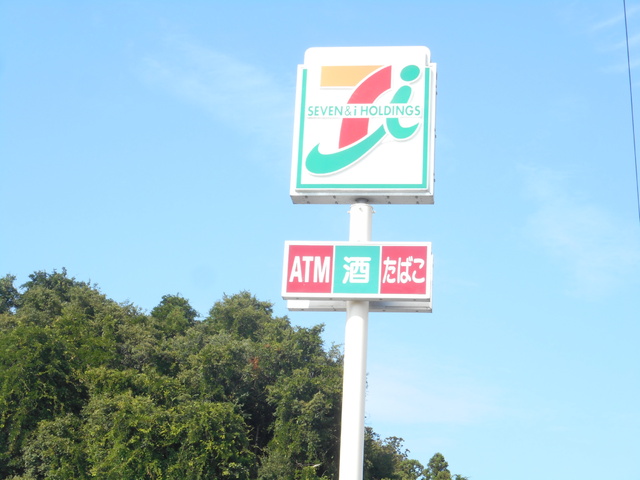 SEVEN & i HOLDINGS
ATM 酒 たばこ